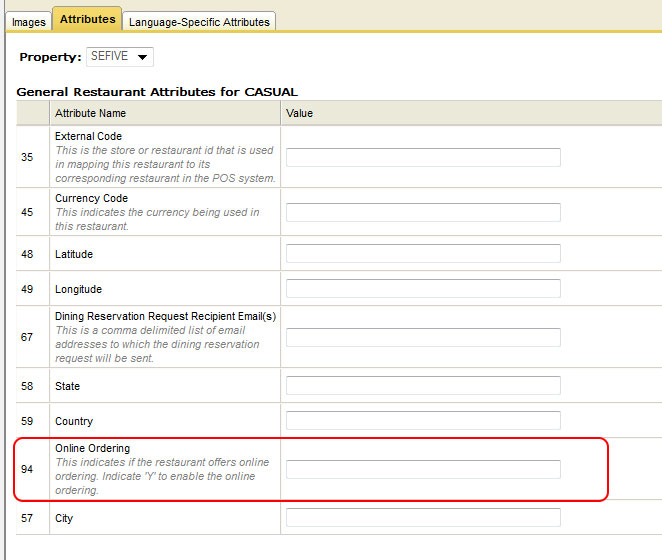 Images Attributes Language-Specific Attributes
Property: SEFIVE
General Restaurant Attributes for CASUAL
Attribute Name Value
External Code
This is the store or restaurant id that is used
35 in mapping this restaurant to its
corresponding restaurant in the POS system.
Currency Code
45 This indicates the currency being used in
this restaurant.
48 Latitude
49 Longitude
Dining Reservation Request Recipient Email(s)
This is a comma delimited list of email
67 addresses to which the dining reservation
request will be sent.
58 State
59 Country
Online Ordering
This indicates if the restaurant offers online
94 ordering. Indicate 'Y' to enable the online
ordering.
57 City